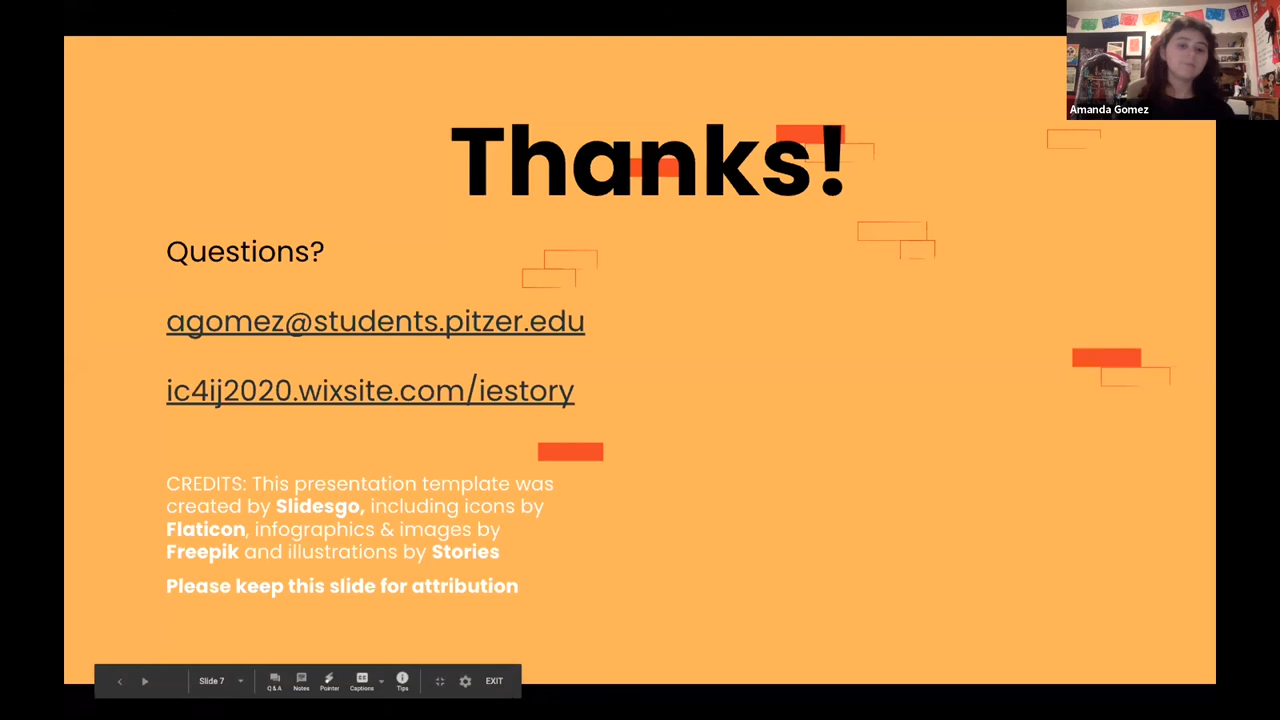 Amanda Gomez
Thanks!
Questions?
agomez@students.pitzer.edu
ic4ij2020.wixsite.com/iestory
CREDITS: This presentation template was
created by Slidesgo, including icons by
Flaticon, infographics & images by
Freepik and illustrations by Stories
Please keep this slide for attribution
Slide 7
Q&A
Notes
Pointer
Captions
Tips
EXIT